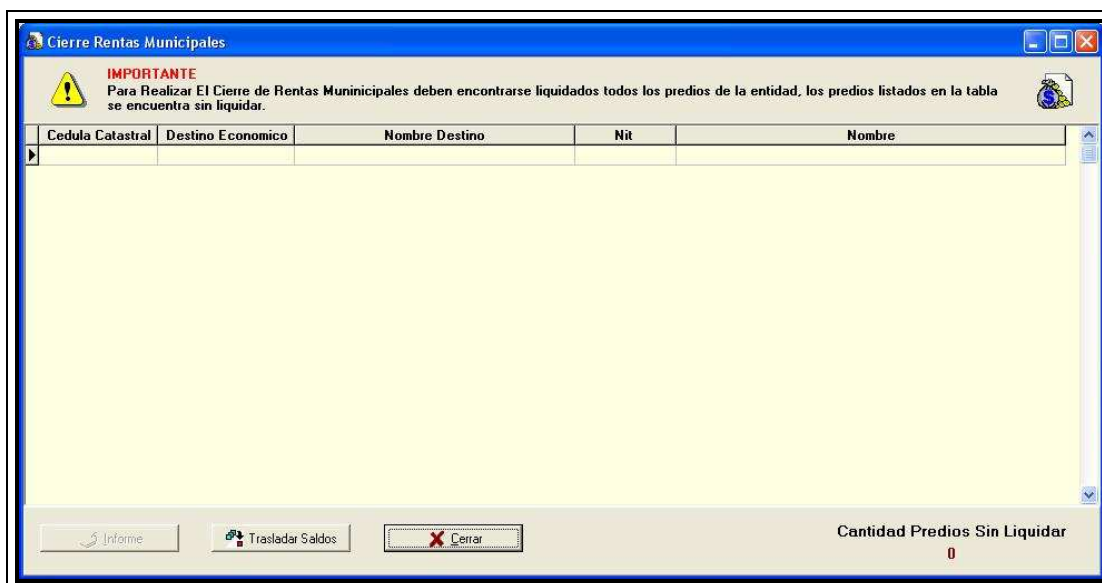 Cierre Rentas Municipales
IMPORTANTE
Para Realizar El Cierre de Rentas Muninicipales deben encontrarse liquidados todos los predios de la entidad, los predios listados en la tabla
se encuentra sin liquidar.
Cedula Catastral Destino Economico Nombre Destino Nit Nombre
Informe Trasladar Saldos Cerrar Cantidad Predios Sin Liquidar
0